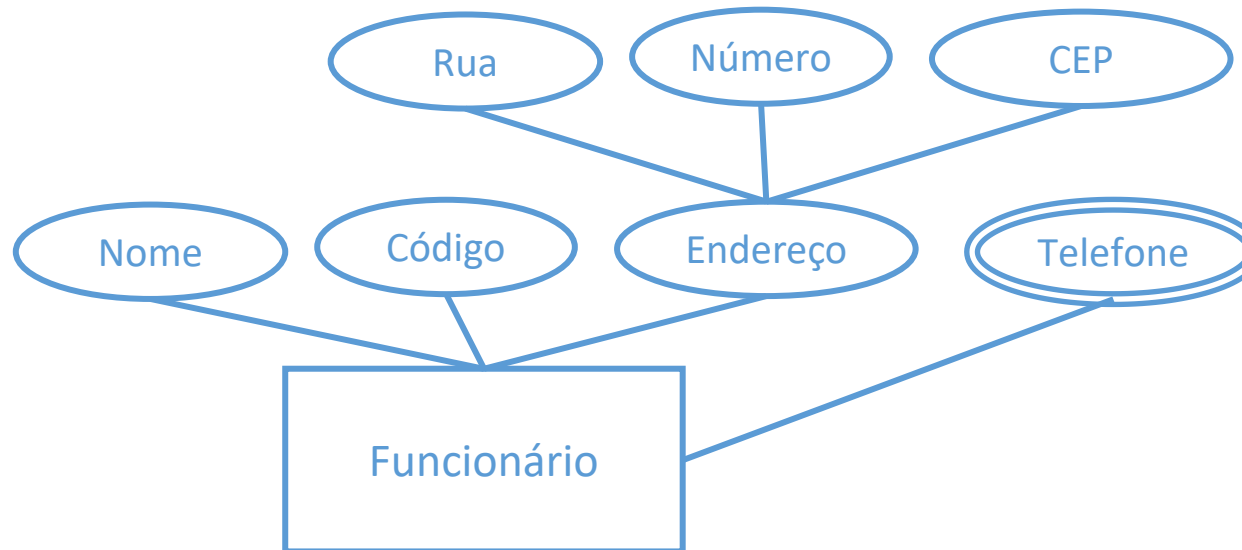 Rua
Número
CEP
Nome
Código
Endereço
Telefone
Funcionário